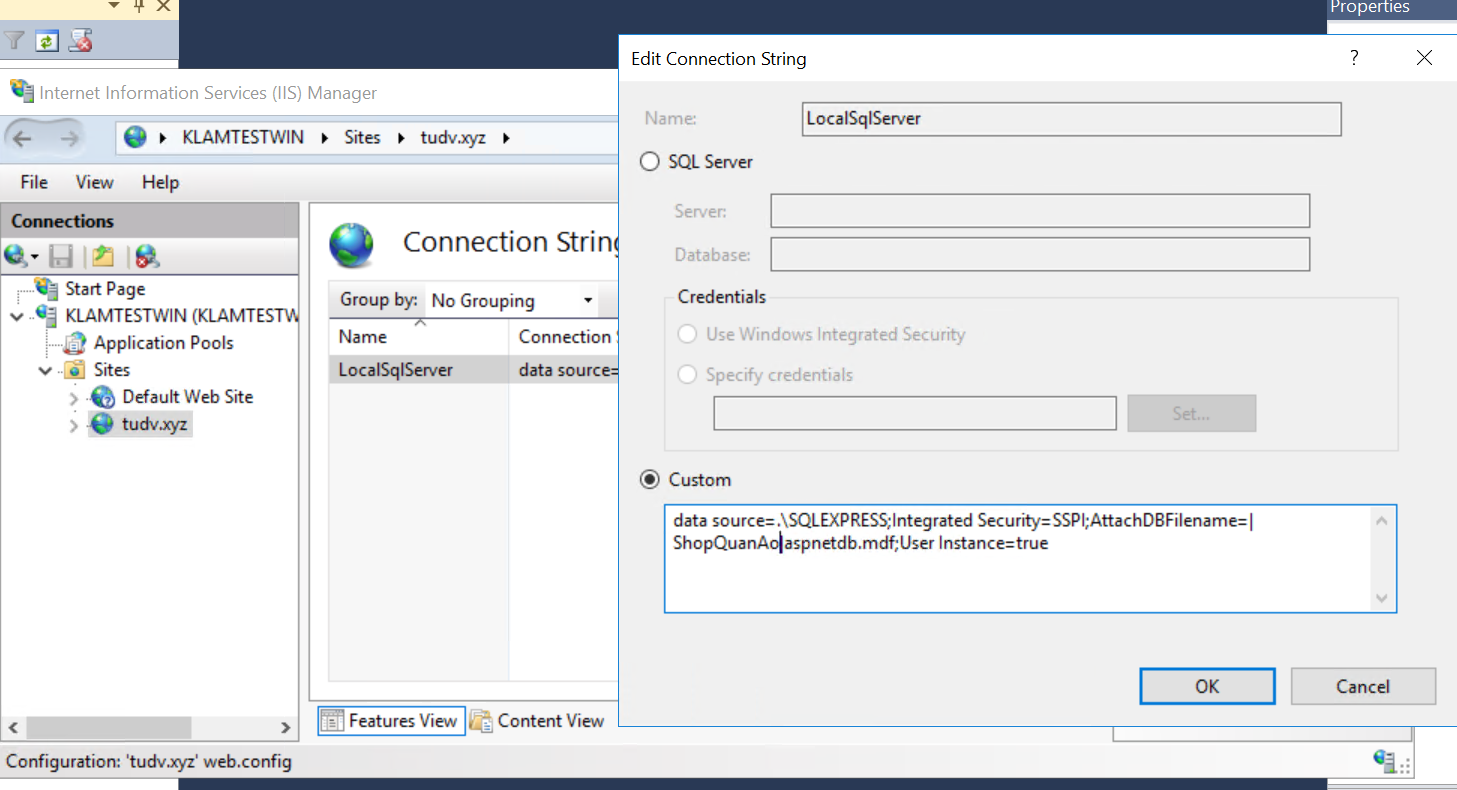 Properties
Edit Connection String
?
Internet Information Services (IIS) Manager
KLAMTESTWIN
Sites
tudv.xyz
File
View
Help
Connections
Start Page
KLAMTESTWIN (KLAMTESTW
Application Pools
Sites
Default Web Site
tudv.xyz
Connection String
Group by:
No Grouping
Name
Connection
LocalSqlServer
data source=
Features View
Content View
Configuration: 'tudv.xyz' web.config
Name:
LocalSqlServer
SQL Server
Server:
Database:
Credentials
Use Windows Integrated Security
Specify credentials
Set...
Custom
data source=.\SQLEXPRESS;Integrated Security=SSPI;AttachDBFilename=|
ShopQuanAo|aspnetdb.mdf;User Instance=true
OK
Cancel